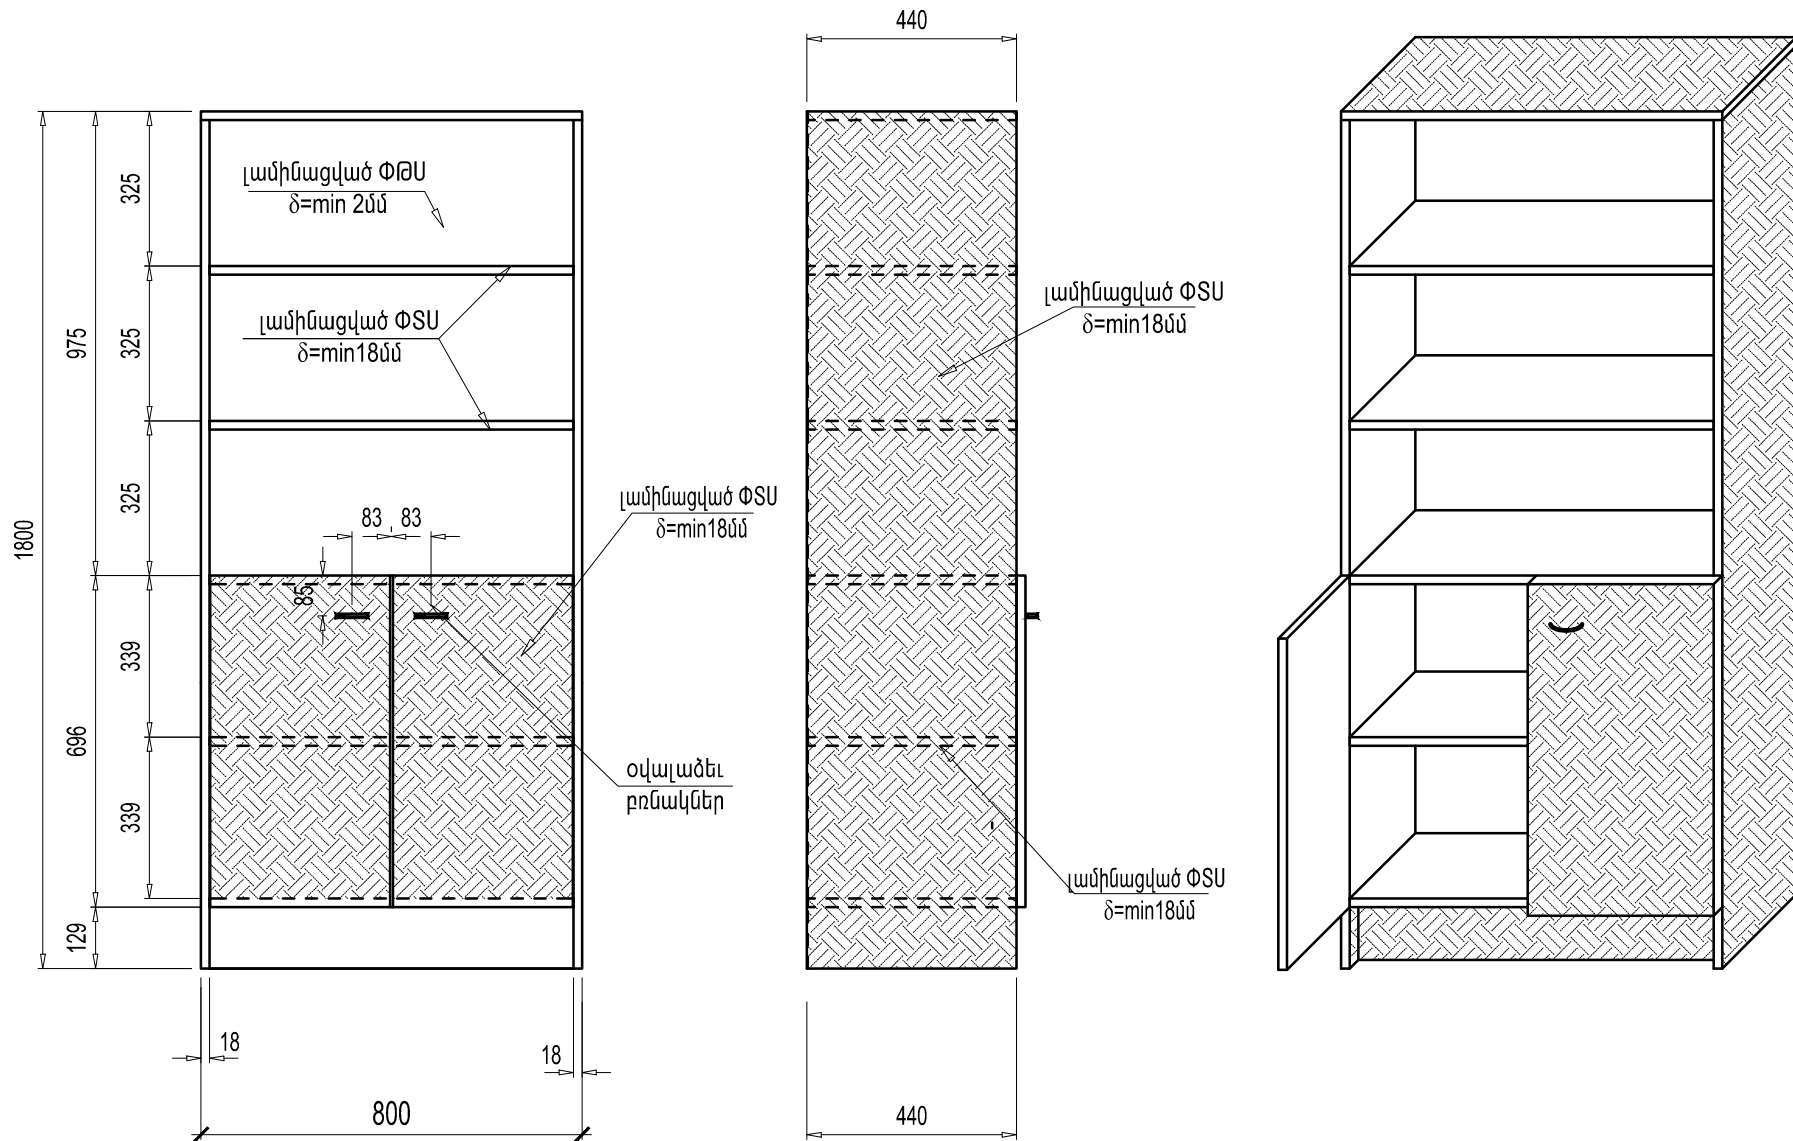 440
լամինացված ՓԹՍ
δ=min 2մմ
325
լամինացված ՓՏՍ
δ=min18մմ
325
975
լամինացված ՓՏՍ
δ=min18մմ
325
լամինացված ՓՏՍ
δ=min18մմ
83 83
1800
85
339
696
օվալաձեւ
բռնակներ
339
լամինացված ՓՏՍ
δ=min18մմ
129
18
18
800
440